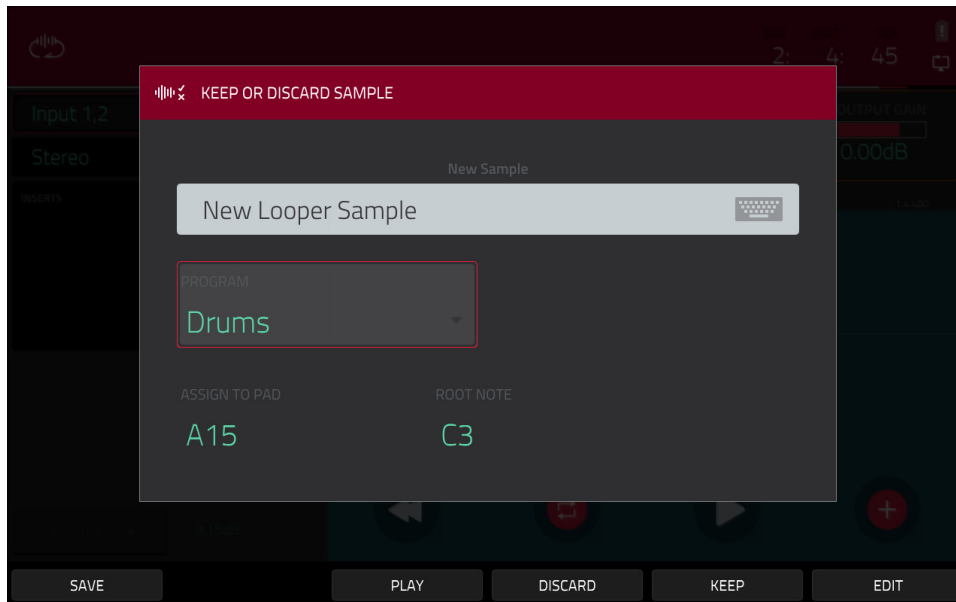 2: 4: 45
KEEP OR DISCARD SAMPLE
Input 1,2
OUTPUT GAIN
Stereo
0.00dB
New Sample
INSERTS
New Looper Sample
PROGRAM
Drums
ASSIGN TO PAD ROOT NOTE
A15 C3
SAVE PLAY DISCARD KEEP EDIT